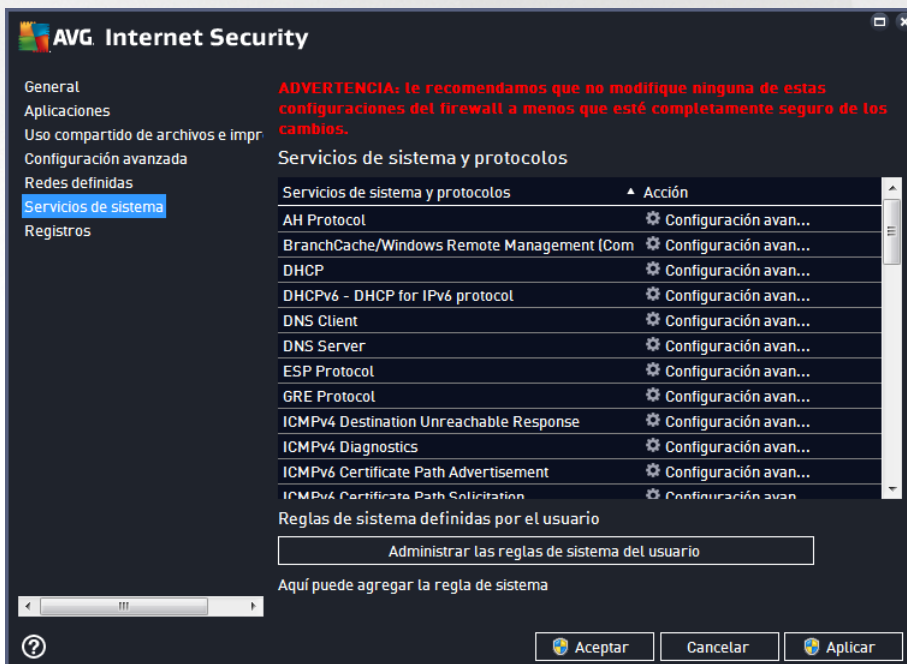 AVG. Internet Security
General
Aplicaciones
Uso compartido de archivos e impr
Configuración avanzada
Redes definidas
Servicios de sistema
Registros
ADVERTENCIA: le recomendamos que no modifique ninguna de estas
configuraciones del firewall a menos que esté completamente seguro de los
cambios.
Servicios de sistema y protocolos
Servicios de sistema y protocolos Acción
AH Protocol Configuración avan...
BranchCache/Windows Remote Management (Com Configuración avan...
DHCP Configuración avan...
DHCPv6 - DHCP for IPv6 protocol Configuración avan...
DNS Client Configuración avan...
DNS Server Configuración avan...
ESP Protocol Configuración avan...
GRE Protocol Configuración avan...
ICMPv4 Destination Unreachable Response Configuración avan...
ICMPv4 Diagnostics Configuración avan...
ICMPv6 Certificate Path Advertisement Configuración avan...
ICMPv6 Certificate Path Solicitation Configuración avan
Reglas de sistema definidas por el usuario
Administrar las reglas de sistema del usuario
Aquí puede agregar la regla de sistema
Aceptar Cancelar Aplicar